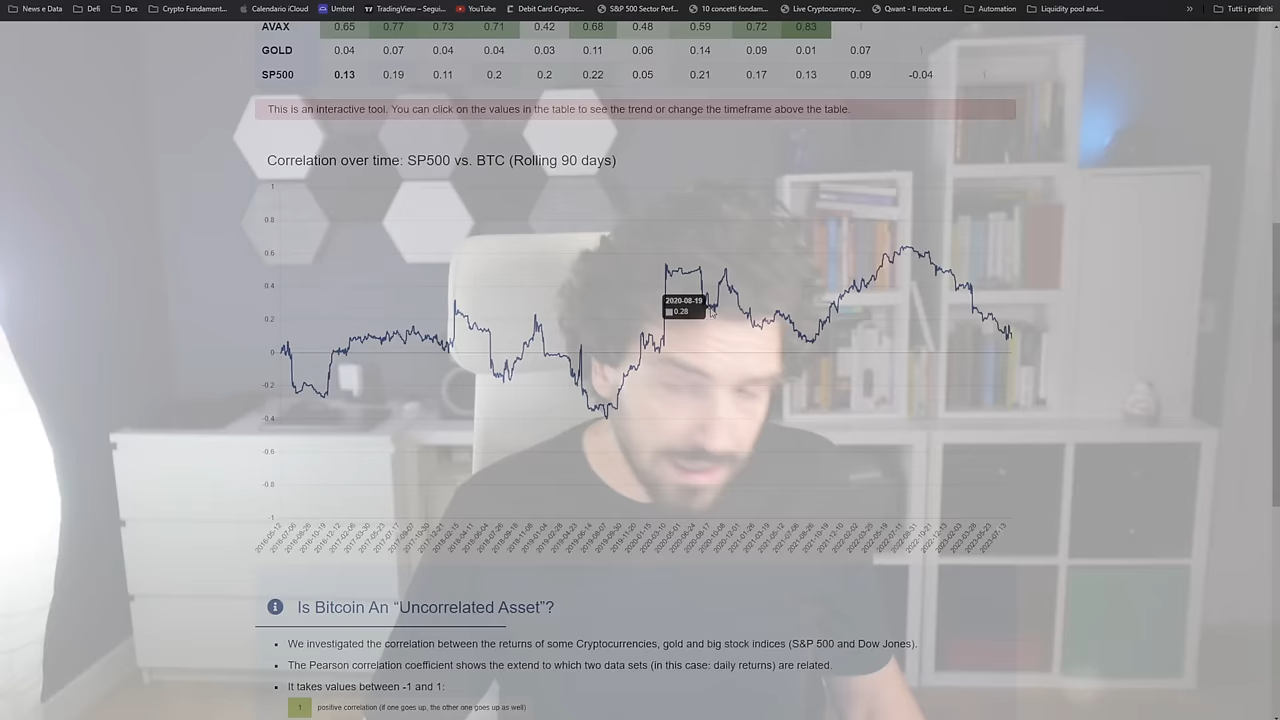 News e Data Defi Dex Crypto Fundament... Calendario iCloud Umbrel TradingView – Segui... YouTube Debit Card Cryptoc... S&P 500 Sector Perf... 10 concetti fondam... Live Cryptocurrency... Qwant - Il motore d... Automation Liquidity pool and... » Tutti i preferiti
AVAX 0.65 0.77 0.73 0.71 0.42 0.68 0.48 0.59 0.72 0.83 1
GOLD 0.04 0.07 0.04 0.04 0.03 0.11 0.06 0.14 0.09 0.01 0.07 1
SP500 0.13 0.19 0.11 0.2 0.2 0.22 0.05 0.21 0.17 0.13 0.09 -0.04 1
This is an interactive tool. You can click on the values in the table to see the trend or change the timeframe above the table.
Correlation over time: SP500 vs. BTC (Rolling 90 days)
1
0.8
0.6
0.4
0.2
0
-0.2
-0.4
-0.6
-0.8
-1
2020-08-19
0.28
Is Bitcoin An “Uncorrelated Asset”?
We investigated the correlation between the returns of some Cryptocurrencies, gold and big stock indices (S&P 500 and Dow Jones).
The Pearson correlation coefficient shows the extend to which two data sets (in this case: daily returns) are related.
It takes values between -1 and 1:
1 positive correlation (if one goes up, the other one goes up as well)